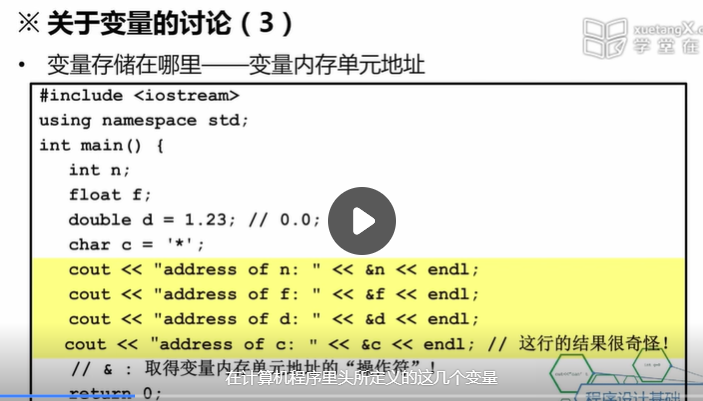 ※ 关于变量的讨论（3）
xuetangX.c
学堂在
• 变量存储在哪里——变量内存单元地址
#include <iostream>
using namespace std;
int main() {
int n;
float f;
double d = 1.23; // 0.0;
char c = '*';
cout << "address of n: " << &n << endl;
cout << "address of f: " << &f << endl;
cout << "address of d: " << &d << endl;
cout << "address of c: " << &c << endl; // 这行的结果很奇怪！
// & : 取得变量内存单元地址的“操作符”！
在计算机程序里头所定义的这几个变量
return 0;
程序设计基础